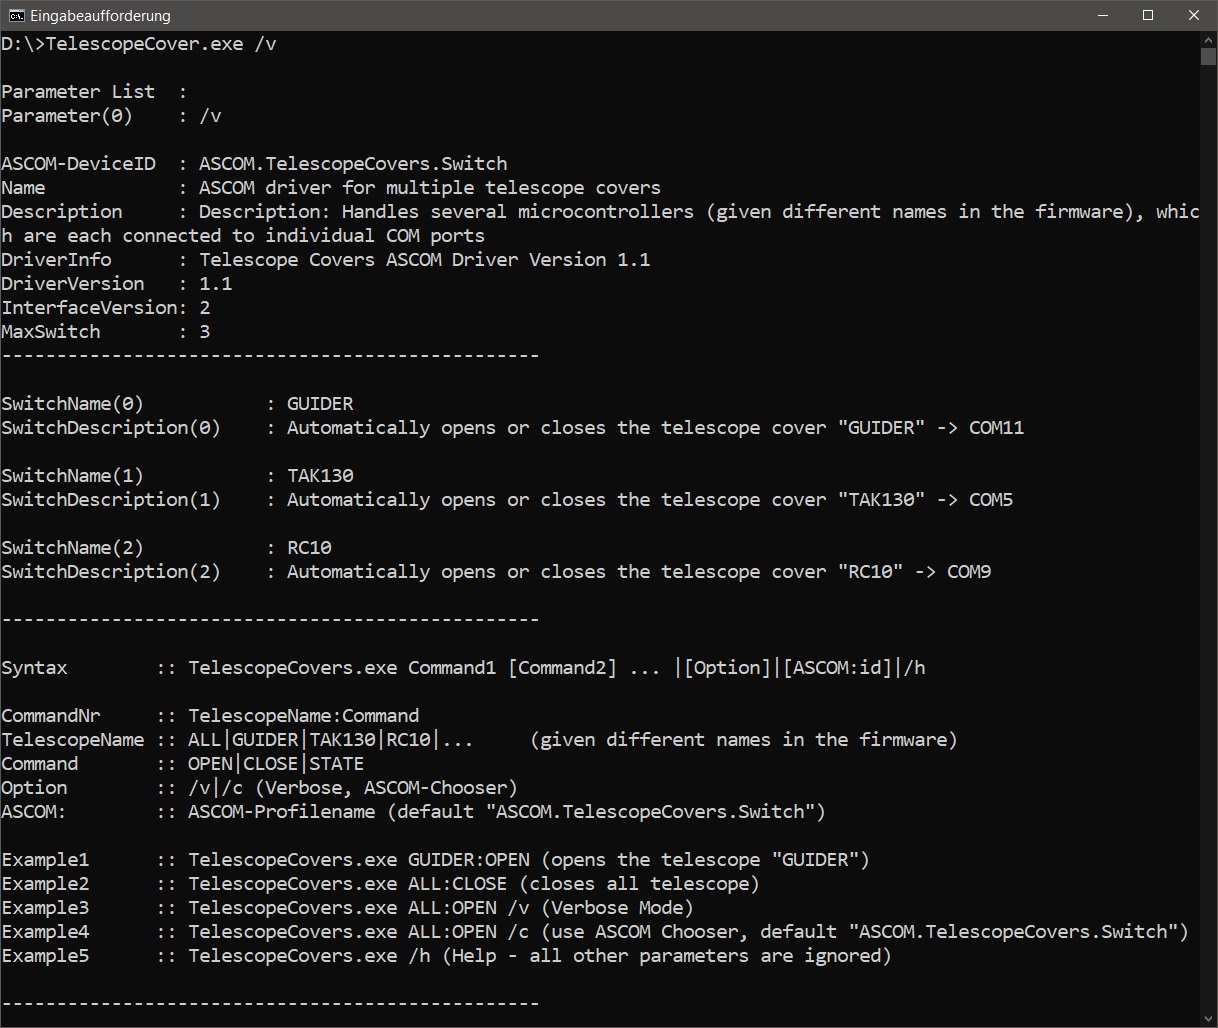 Eingabeaufforderung
D:\>TelescopeCover.exe /v
Parameter List  :
Parameter(0)    : /v
ASCOM-DeviceID  : ASCOM.TelescopeCovers.Switch
Name            : ASCOM driver for multiple telescope covers
Description     : Description: Handles several microcontrollers (given different names in the firmware), whic
h are each connected to individual COM ports
DriverInfo      : Telescope Covers ASCOM Driver Version 1.1
DriverVersion   : 1.1
InterfaceVersion: 2
MaxSwitch       : 3
-------------------------------------------------
SwitchName(0)           : GUIDER
SwitchDescription(0)    : Automatically opens or closes the telescope cover "GUIDER" -> COM11
SwitchName(1)           : TAK130
SwitchDescription(1)    : Automatically opens or closes the telescope cover "TAK130" -> COM5
SwitchName(2)           : RC10
SwitchDescription(2)    : Automatically opens or closes the telescope cover "RC10" -> COM9
-------------------------------------------------
Syntax        :: TelescopeCovers.exe Command1 [Command2] ... |[Option]|[ASCOM:id]|/h
CommandNr     :: TelescopeName:Command
TelescopeName :: ALL|GUIDER|TAK130|RC10|...     (given different names in the firmware)
Command       :: OPEN|CLOSE|STATE
Option        :: /v|/c (Verbose, ASCOM-Chooser)
ASCOM:        :: ASCOM-Profilename (default "ASCOM.TelescopeCovers.Switch")
Example1      :: TelescopeCovers.exe GUIDER:OPEN (opens the telescope "GUIDER")
Example2      :: TelescopeCovers.exe ALL:CLOSE (closes all telescope)
Example3      :: TelescopeCovers.exe ALL:OPEN /v (Verbose Mode)
Example4      :: TelescopeCovers.exe ALL:OPEN /c (use ASCOM Chooser, default "ASCOM.TelescopeCovers.Switch")
Example5      :: TelescopeCovers.exe /h (Help - all other parameters are ignored)
-------------------------------------------------